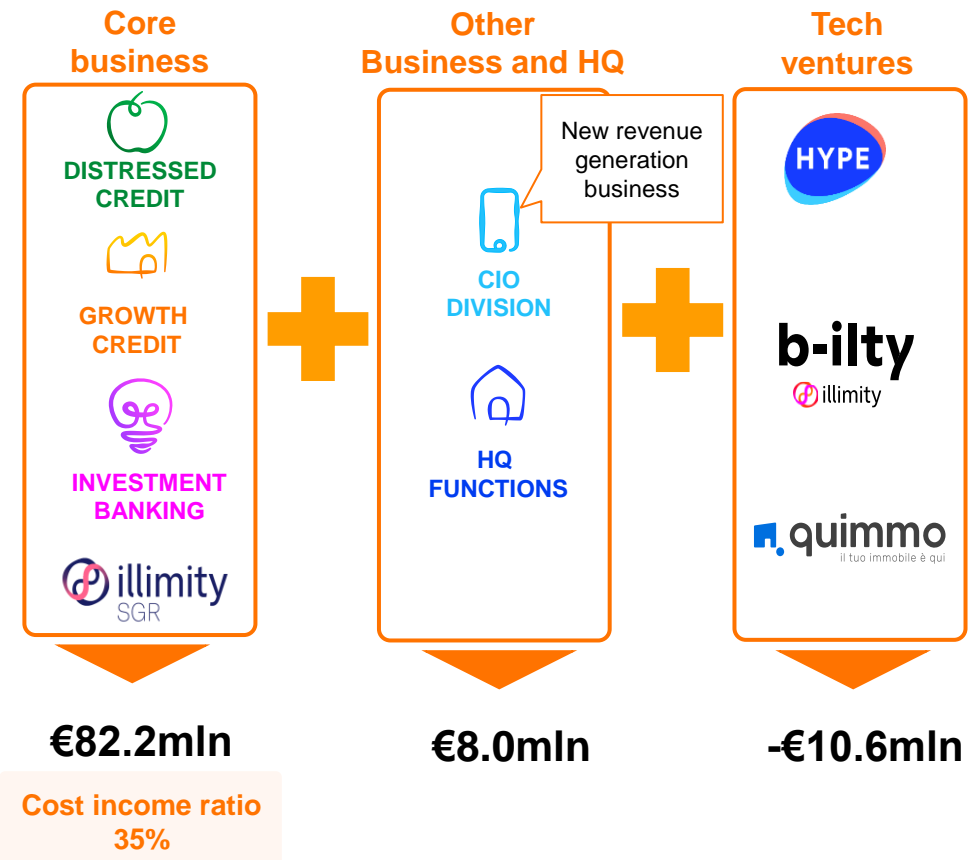 Core
business
DISTRESSED
CREDIT
GROWTH
CREDIT
INVESTMENT
BANKING
illimity
SGR
€82.2mln
Cost income ratio
35%
Other
Business and HQ
New revenue
generation
business
CIO
DIVISION
HQ
FUNCTIONS
€8.0mln
Tech
ventures
HYPE
b-ilty
illimity
quimmo
il tuo immobile è qui
-€10.6mln